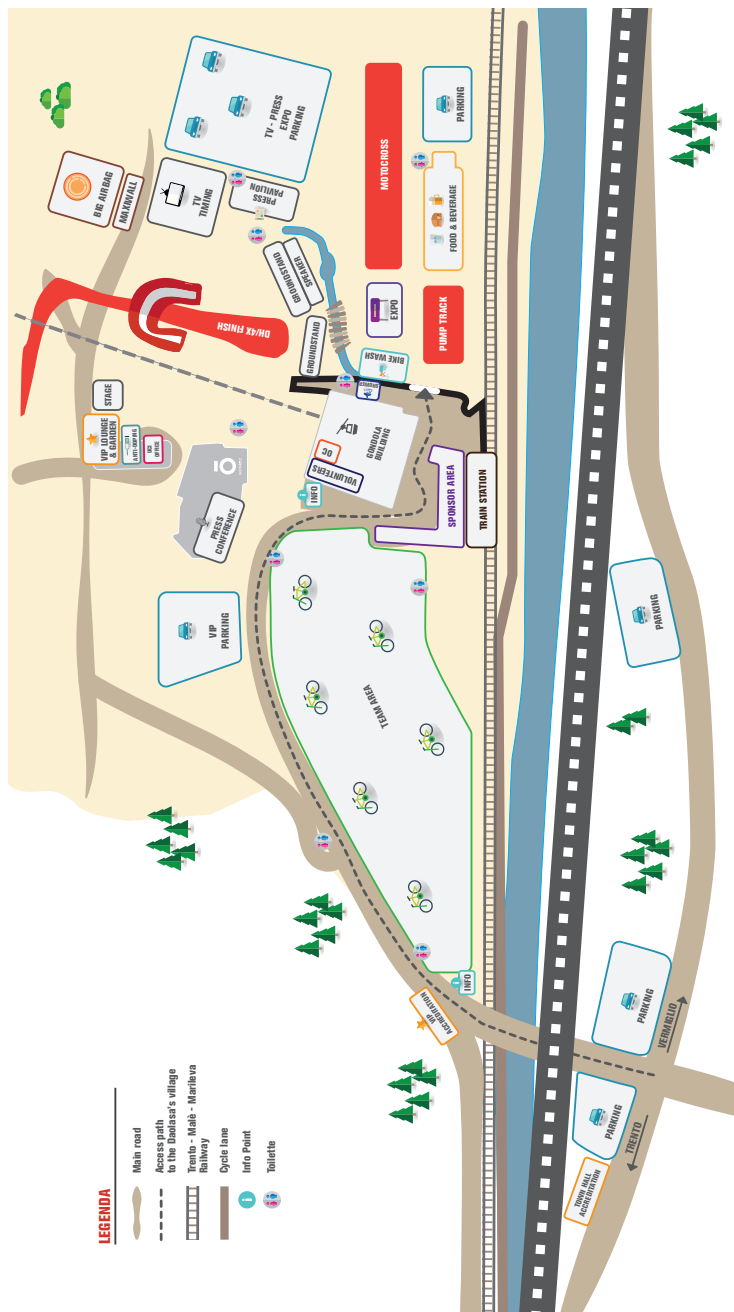 TV - PRESS
EXPO
PARKING
BIG AIRBAG
MAXIWALL
TV
TIMING
PRESS
PAVILION
MOTOCROSS
PARKING
FOOD & BEVERAGE
GROUNDSTAND
SPEAKER
EXPO
PUMP TRACK
DH/4X FINISH
GROUNDSTAND
BIKE WASH
STAGE
VIP LOUNGE
& GARDEN
ANTI-DOPING
UCI
OFFICE
GONDOLA
BUILDING
OC
VOLUNTEERS
INFO
PRESS
CONFERENCE
SPONSOR AREA
TRAIN STATION
VIP
PARKING
TEAM AREA
PARKING
INFO
VIP
ACCREDITATION
PARKING
VERMIGLIO
PARKING
TRENTO
TOWN HALL
ACCREDITATION
LEGENDA
Main road
Access path
to the Daolasa's village
Trento - Malè - Marileva
Railway
Cycle lane
Info Point
Toilette